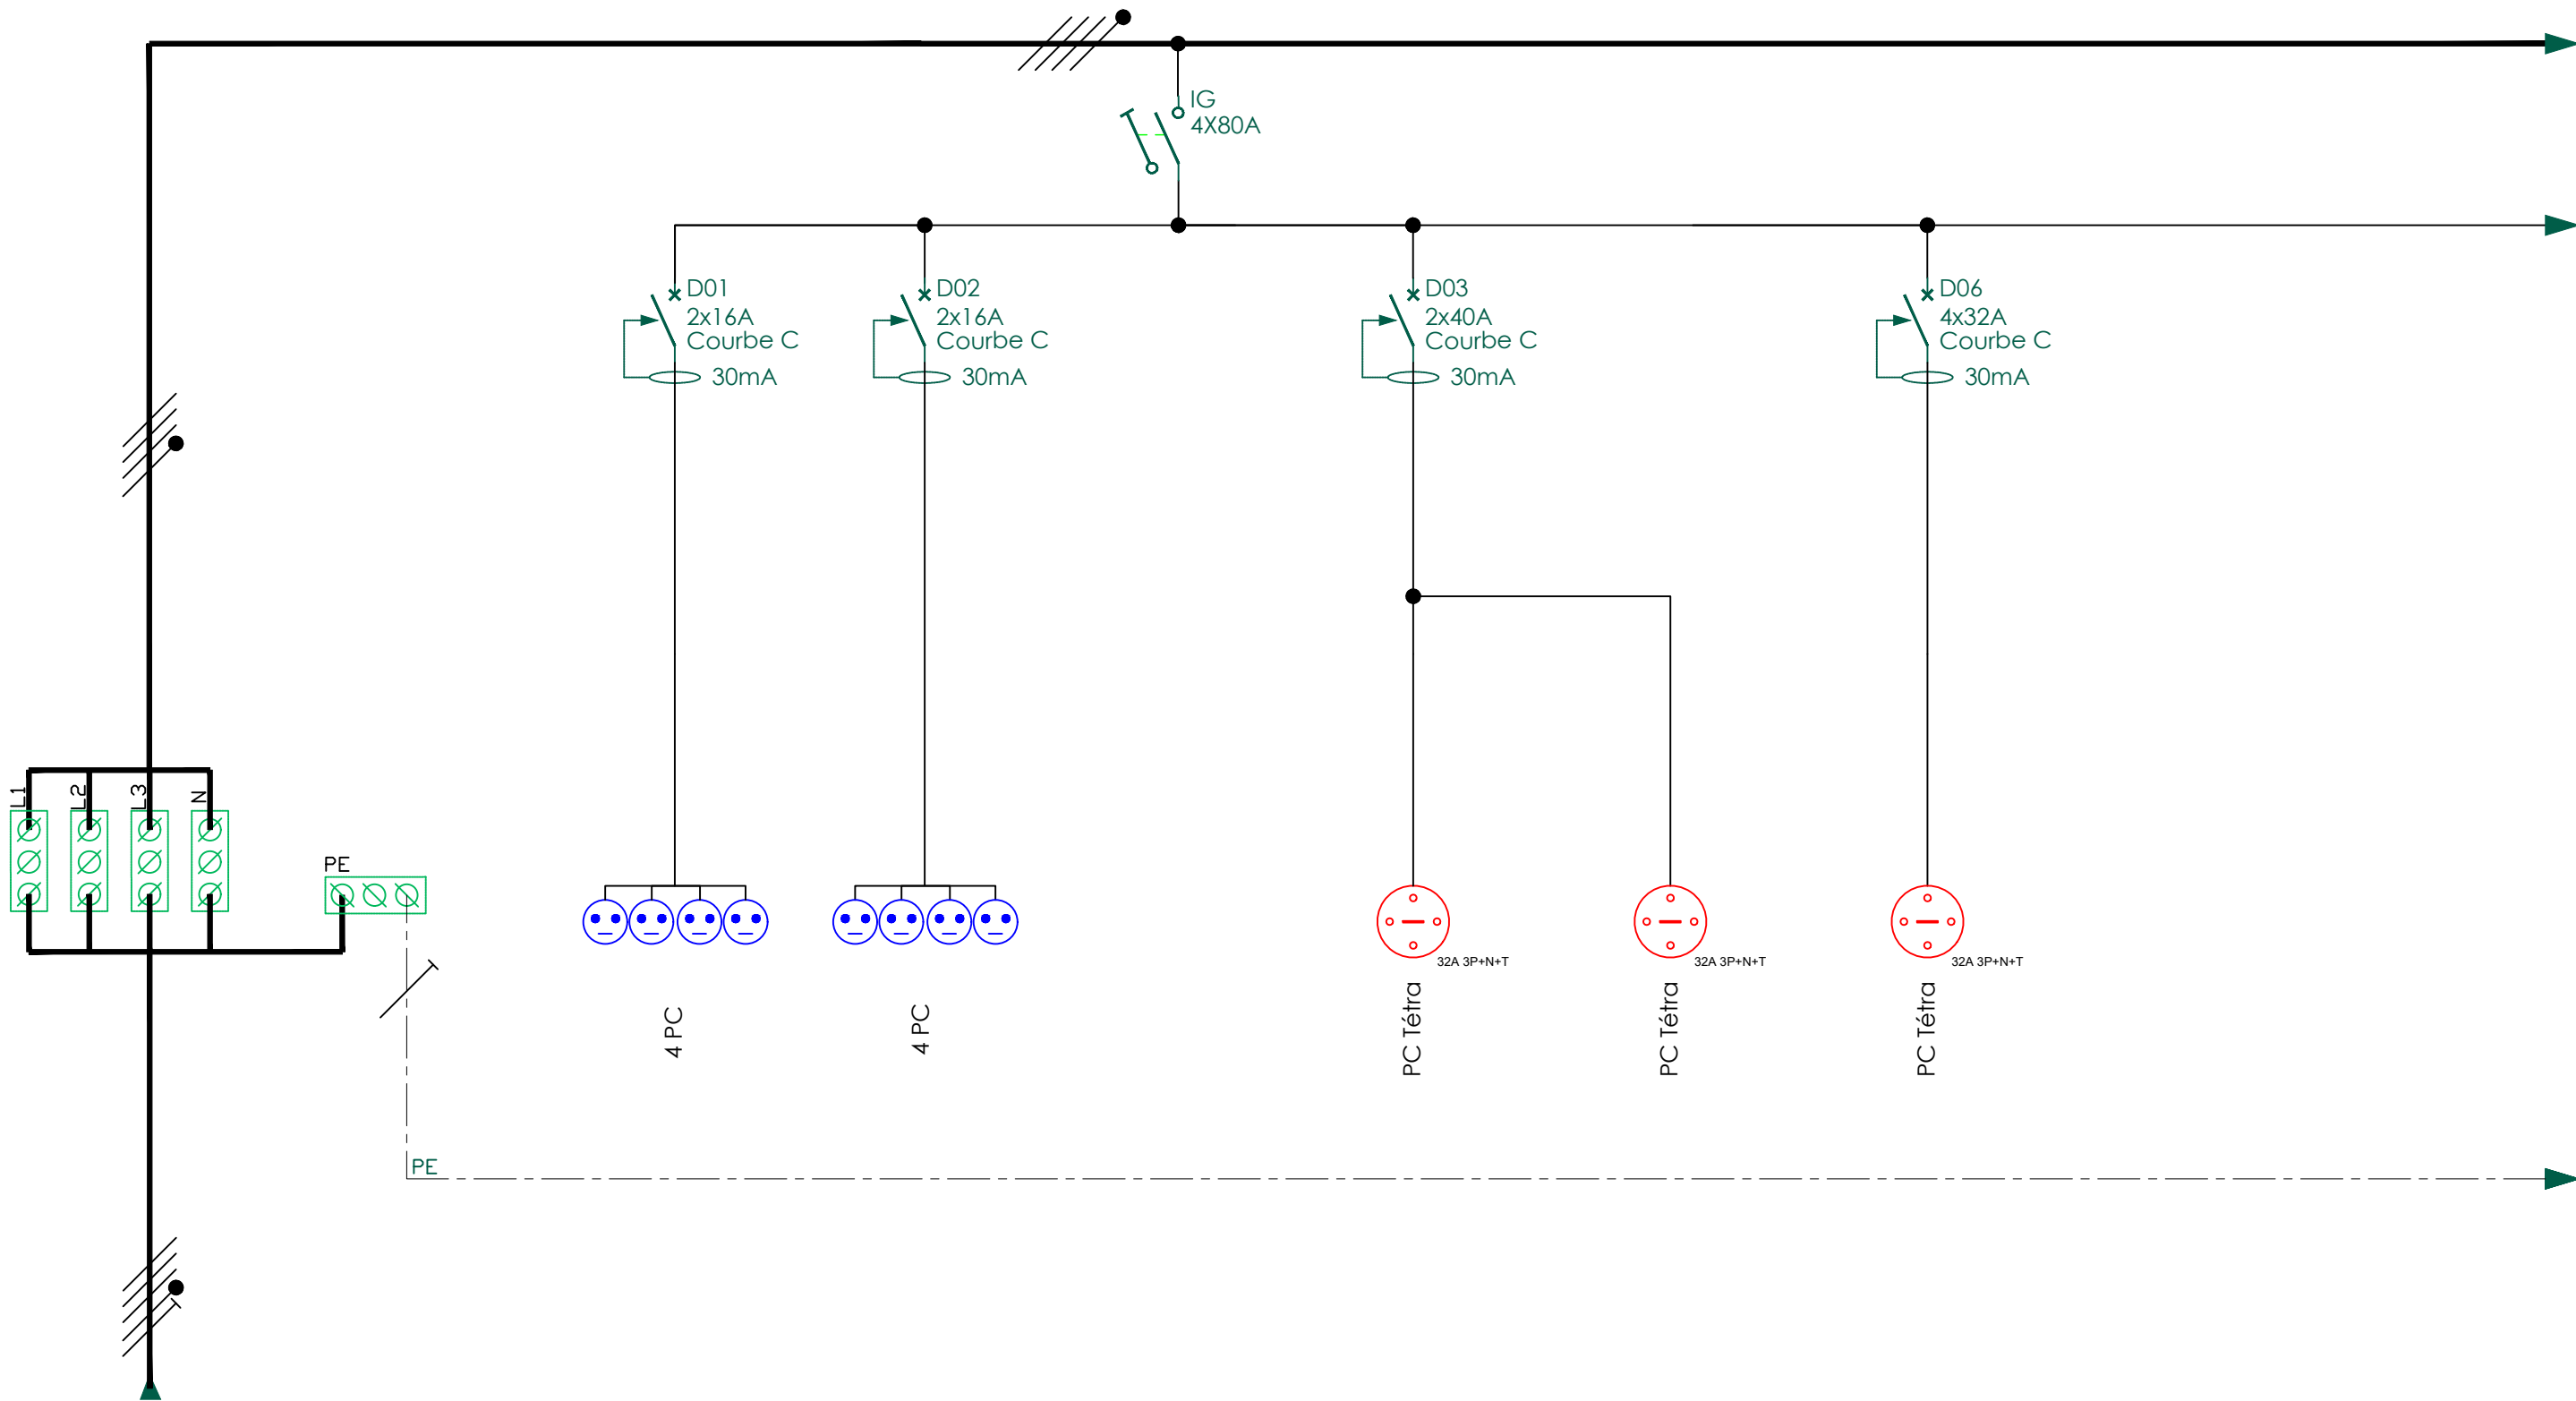 IG
4X80A
D01
2x16A
Courbe C
30mA
D02
2x16A
Courbe C
30mA
D03
2x40A
Courbe C
30mA
D06
4x32A
Courbe C
30mA
L1
L2
L3
N
PE
32A 3P+N+T
32A 3P+N+T
32A 3P+N+T
4 PC
4 PC
PC Tétra
PC Tétra
PC Tétra
PE